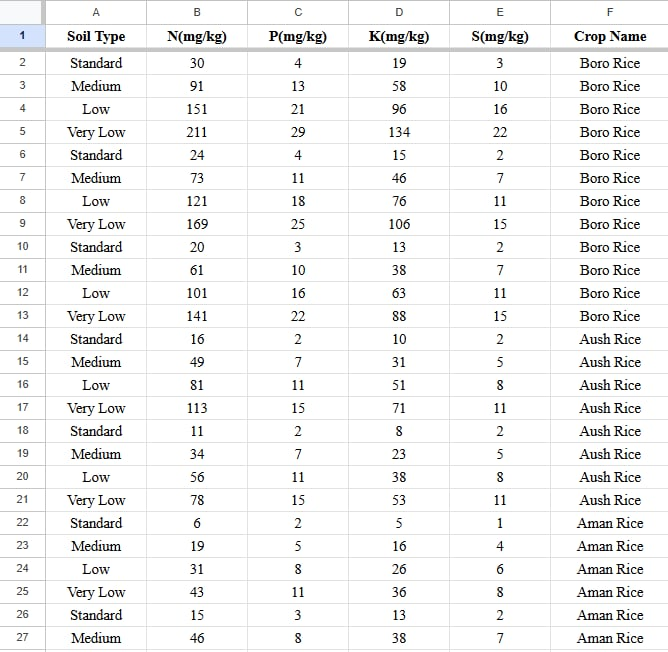 A B C D E F
1 Soil Type N(mg/kg) P(mg/kg) K(mg/kg) S(mg/kg) Crop Name
2 Standard 30 4 19 3 Boro Rice
3 Medium 91 13 58 10 Boro Rice
4 Low 151 21 96 16 Boro Rice
5 Very Low 211 29 134 22 Boro Rice
6 Standard 24 4 15 2 Boro Rice
7 Medium 73 11 46 7 Boro Rice
8 Low 121 18 76 11 Boro Rice
9 Very Low 169 25 106 15 Boro Rice
10 Standard 20 3 13 2 Boro Rice
11 Medium 61 10 38 7 Boro Rice
12 Low 101 16 63 11 Boro Rice
13 Very Low 141 22 88 15 Boro Rice
14 Standard 16 2 10 2 Aush Rice
15 Medium 49 7 31 5 Aush Rice
16 Low 81 11 51 8 Aush Rice
17 Very Low 113 15 71 11 Aush Rice
18 Standard 11 2 8 2 Aush Rice
19 Medium 34 7 23 5 Aush Rice
20 Low 56 11 38 8 Aush Rice
21 Very Low 78 15 53 11 Aush Rice
22 Standard 6 2 5 1 Aman Rice
23 Medium 19 5 16 4 Aman Rice
24 Low 31 8 26 6 Aman Rice
25 Very Low 43 11 36 8 Aman Rice
26 Standard 15 3 13 2 Aman Rice
27 Medium 46 8 38 7 Aman Rice